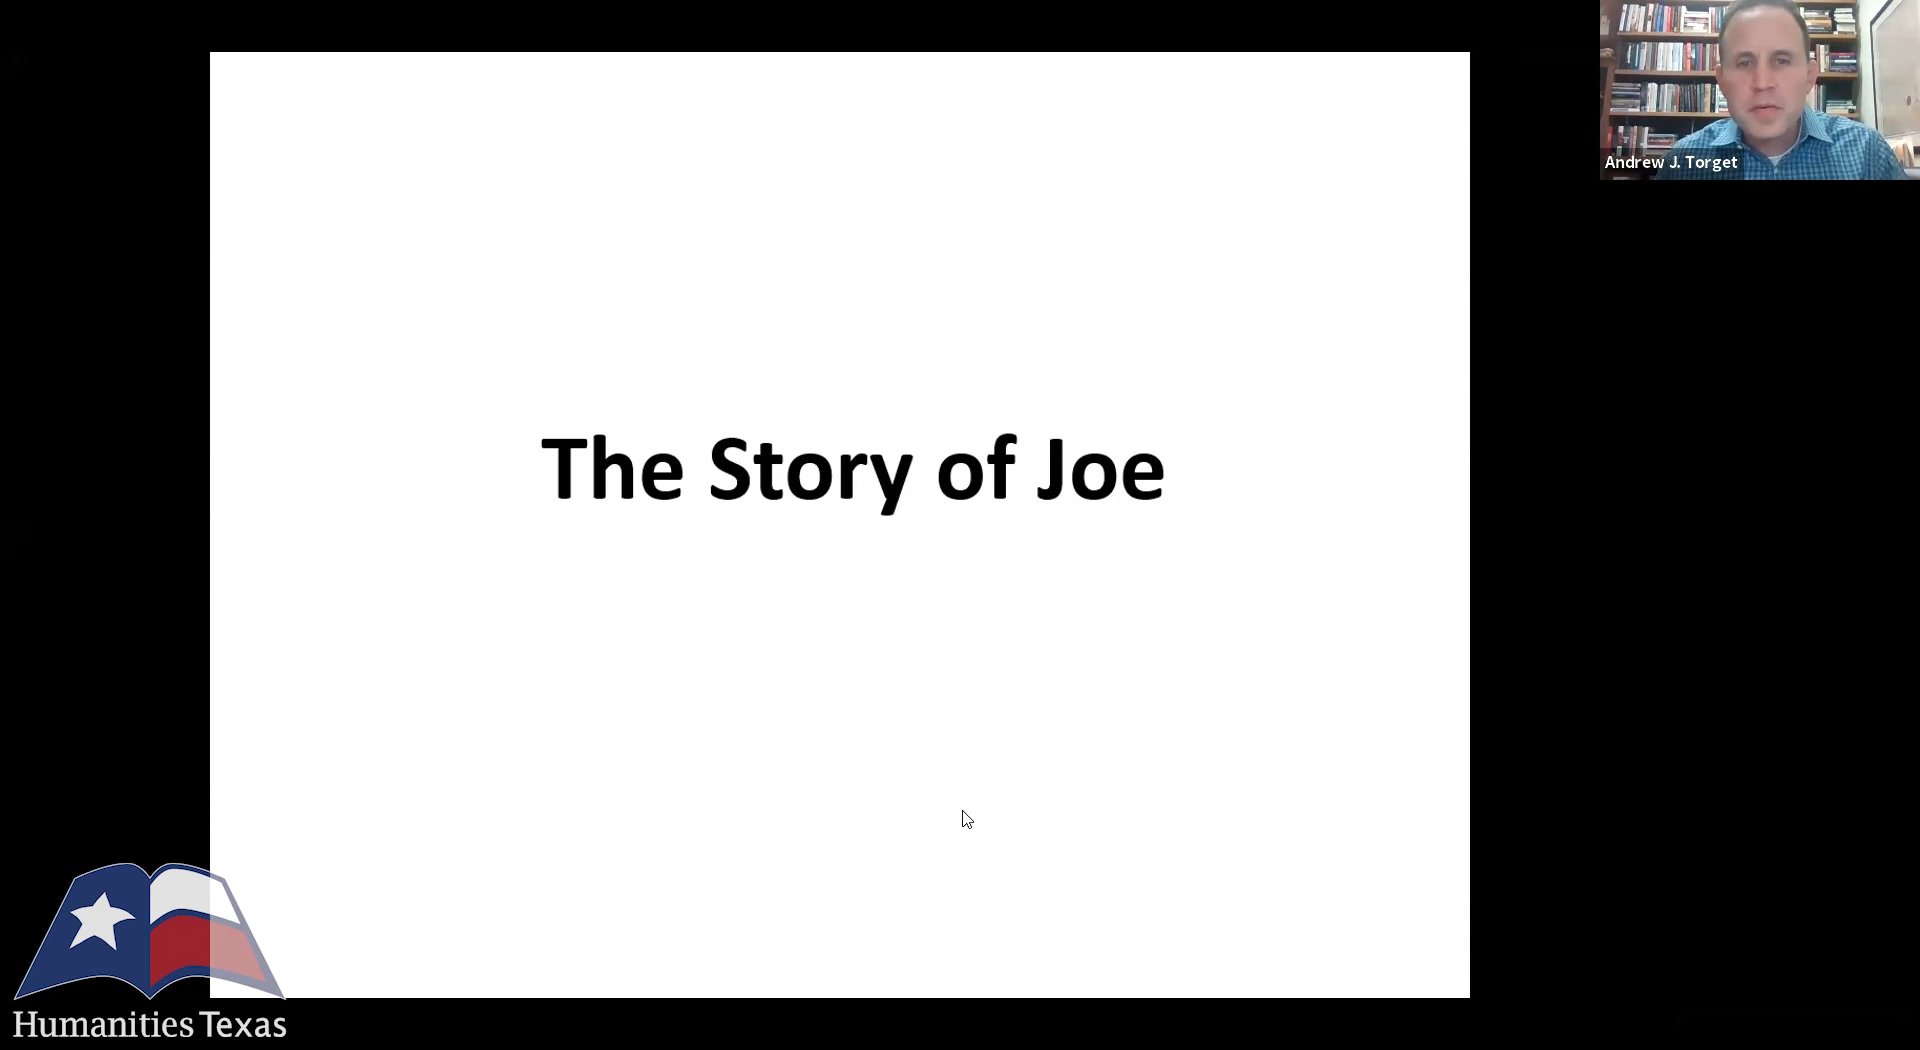 Andrew J. Torget
The Story of Joe
Humanities Texas